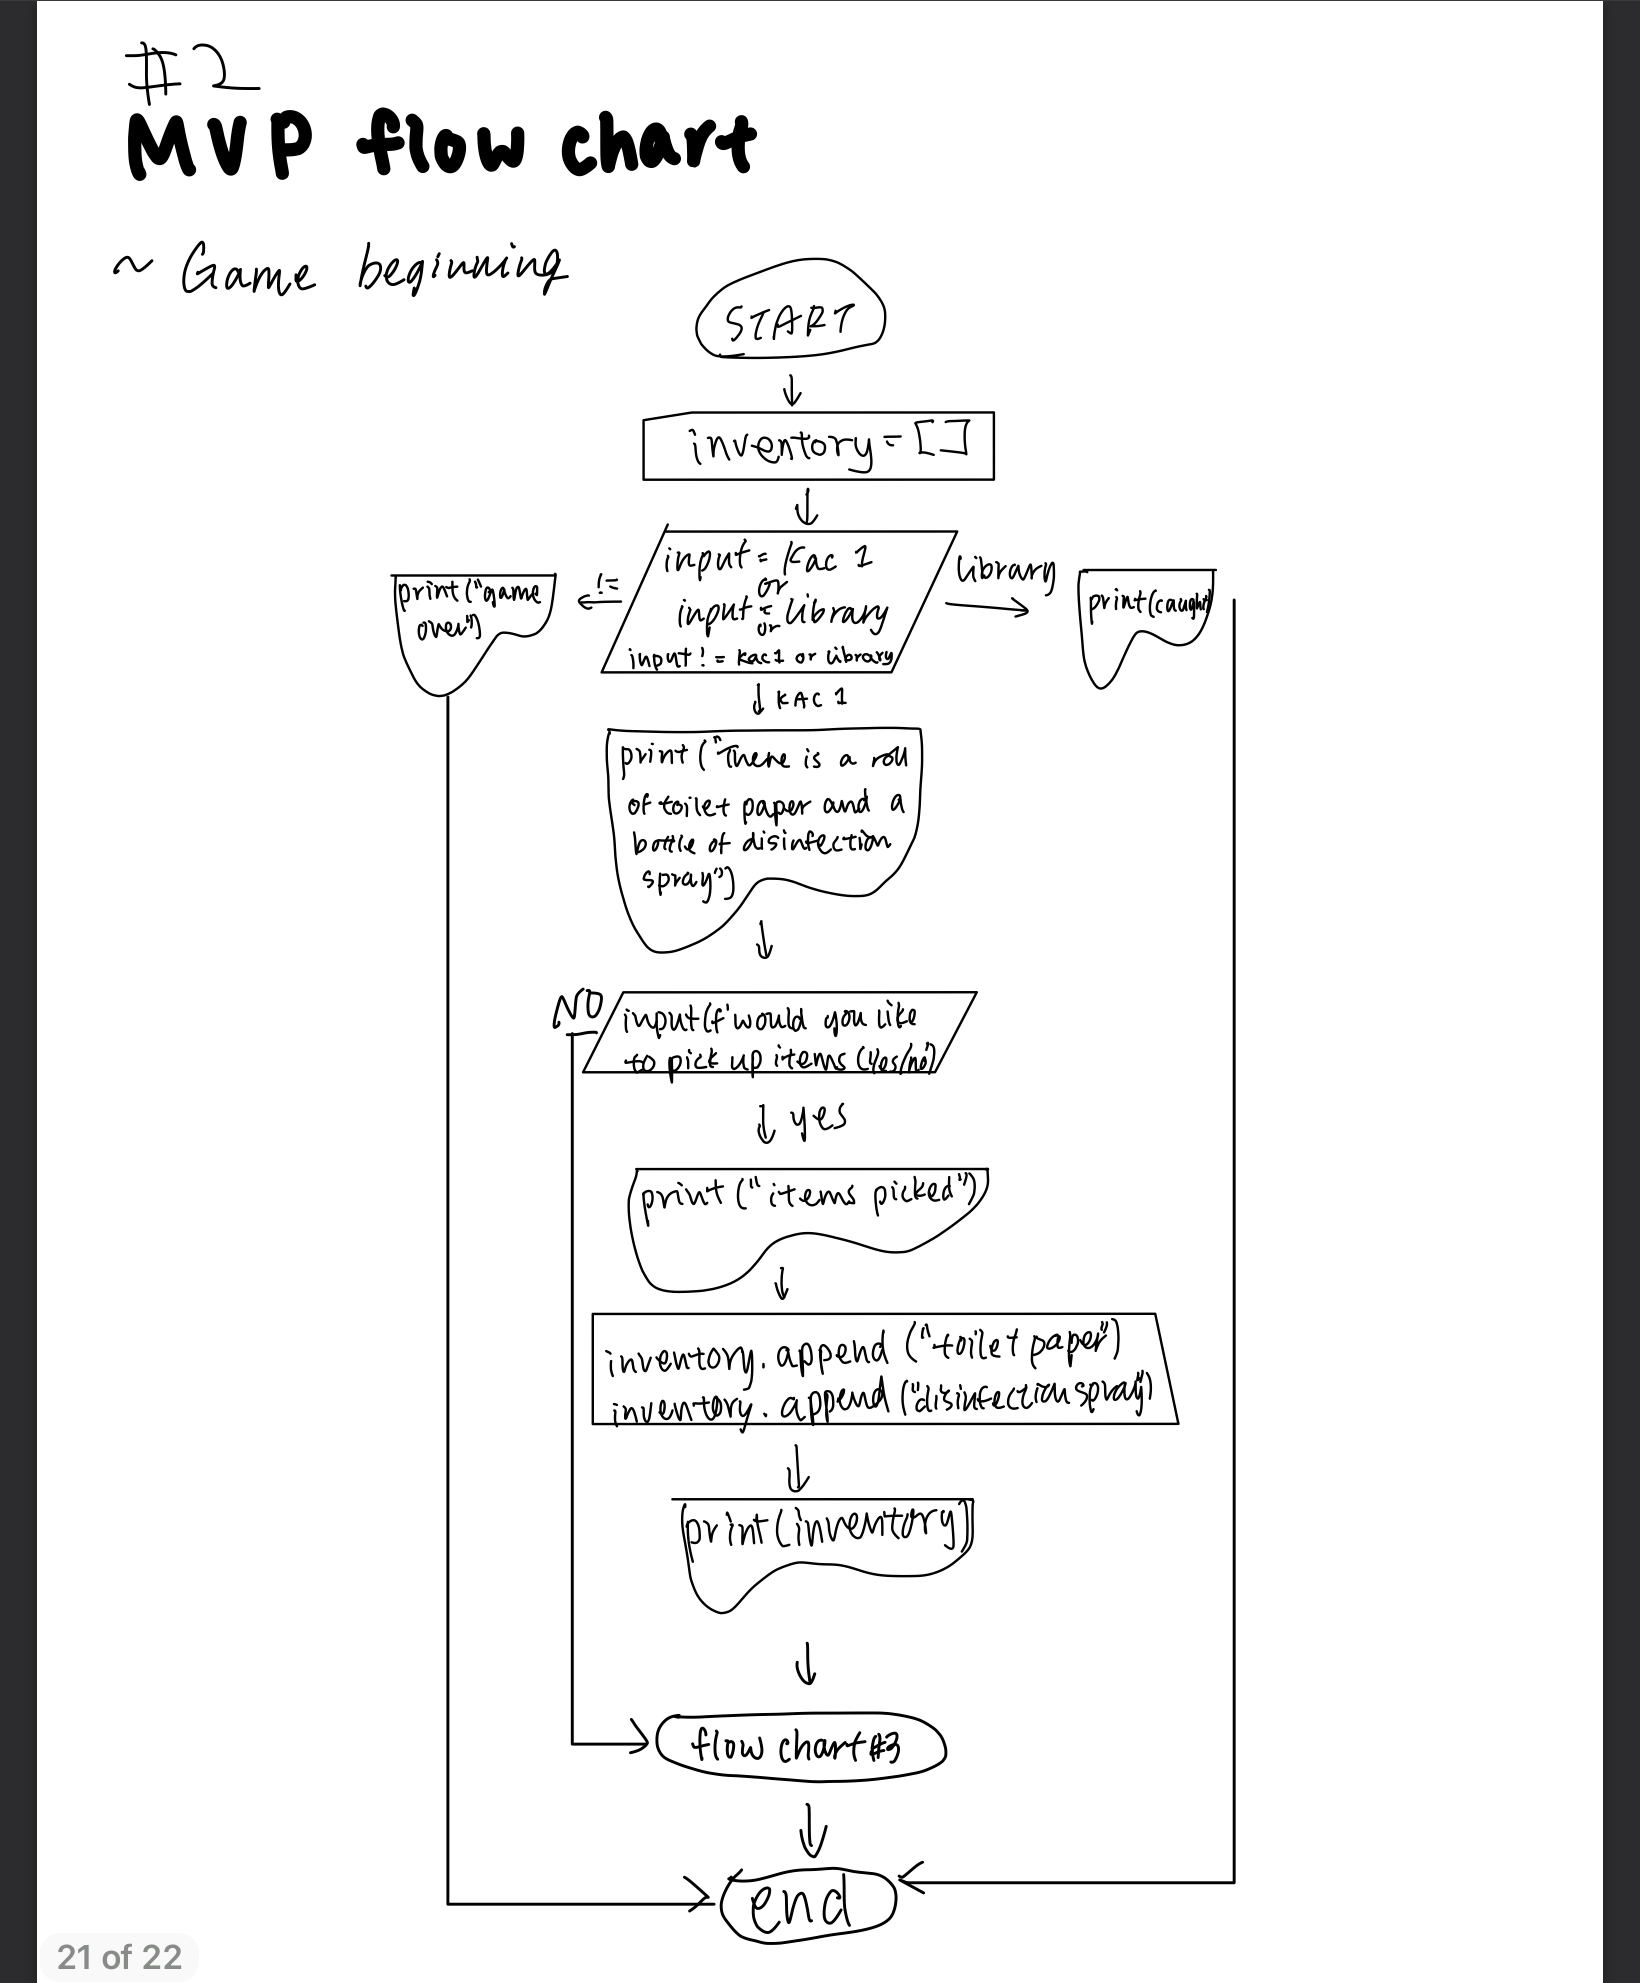 #2
MVP flow chart
~ Game beginning
START
inventory = []
input = Kac 1
or
input = library
or
input != kac1 or library
!=
print("game
over")
library
print(caught)
KAC 1
print("There is a roll
of toilet paper and a
bottle of disinfection
spray")
NO
input(f'would you like
to pick up items (Yes/no')
yes
print("items picked")
inventory.append("toilet paper")
inventory.append("disinfection spray")
print(inventory)
flow chart #3
end
21 of 22